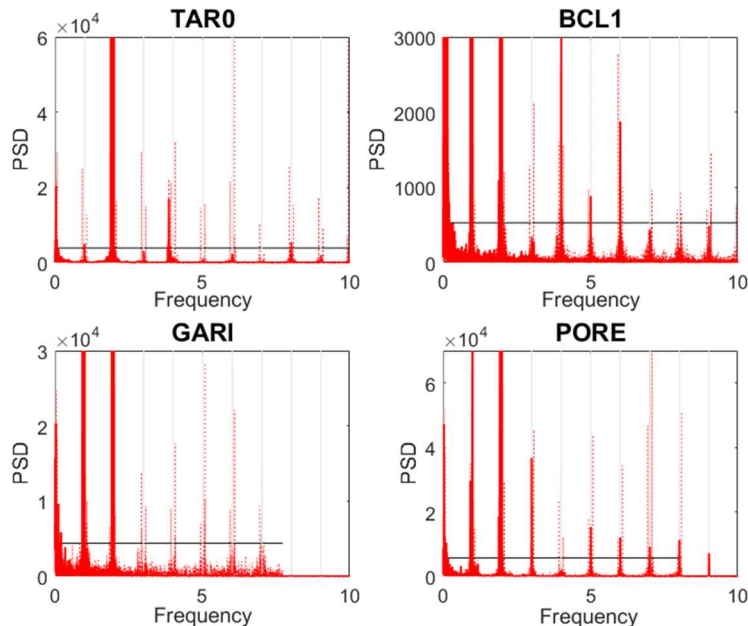 TAR0
×10⁴
6
4
2
0
PSD
0 5 10
Frequency
BCL1
3000
2000
1000
0
PSD
0 5 10
Frequency
GARI
×10⁴
3
2
1
0
PSD
0 5 10
Frequency
PORE
×10⁴
6
4
2
0
PSD
0 5 10
Frequency